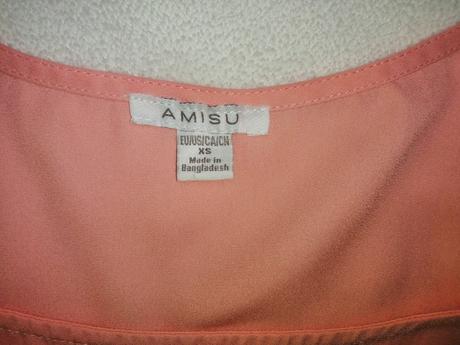 AMISU
EU/US/CA/CN
XS
Made in
Bangladesh